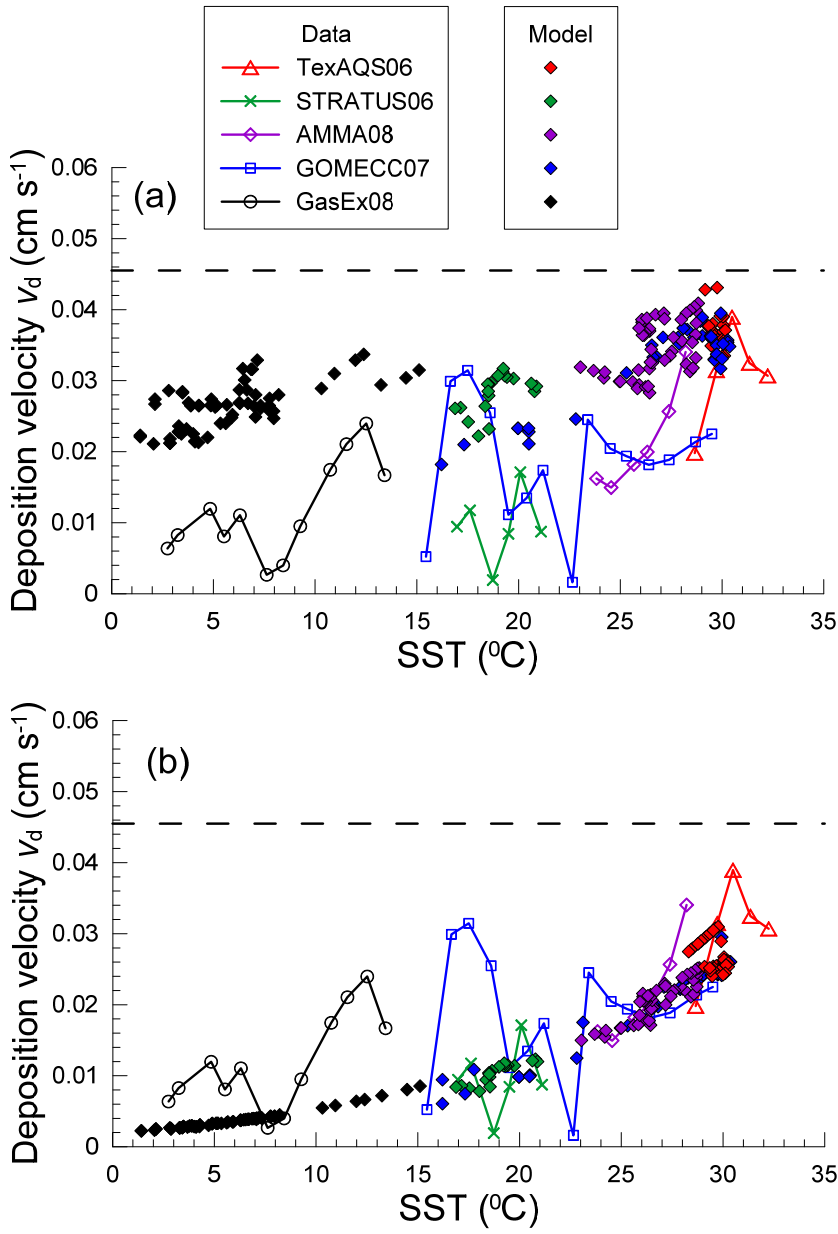 Data
TexAQS06
STRATUS06
AMMA08
GOMECC07
GasEx08
Model
(a)
Deposition velocity vd (cm s-1)
0.06
0.05
0.04
0.03
0.02
0.01
0
0 5 10 15 20 25 30 35
SST (0C)
(b)
Deposition velocity vd (cm s-1)
0.06
0.05
0.04
0.03
0.02
0.01
0
0 5 10 15 20 25 30 35
SST (0C)